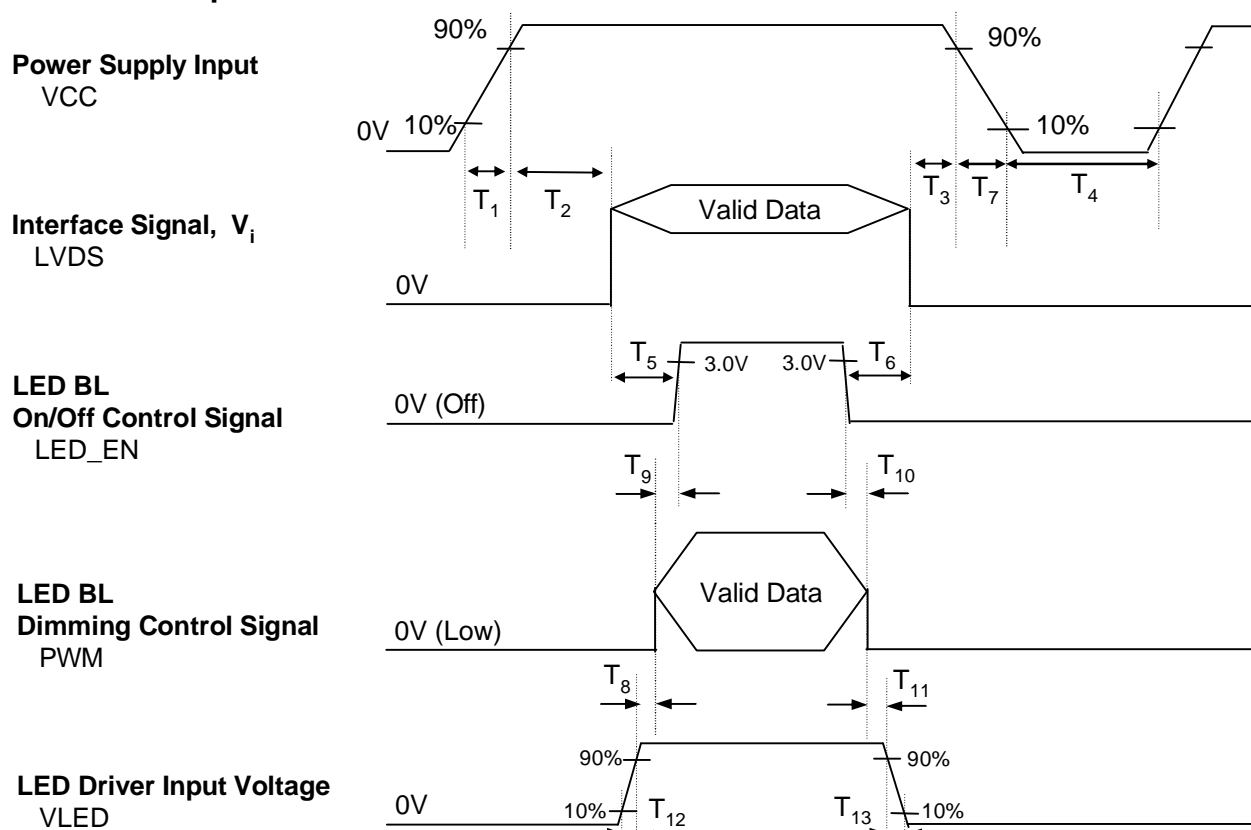 90%
90%
Power Supply Input
VCC
0V 10%
10%
T1
T2
T3
T7
T4
Valid Data
Interface Signal, Vi
LVDS
0V
T5
3.0V
3.0V
T6
LED BL
On/Off Control Signal
LED_EN
0V (Off)
T9
T10
LED BL
Dimming Control Signal
PWM
Valid Data
0V (Low)
T8
T11
90%
90%
LED Driver Input Voltage
VLED
0V
10%
T12
T13
10%